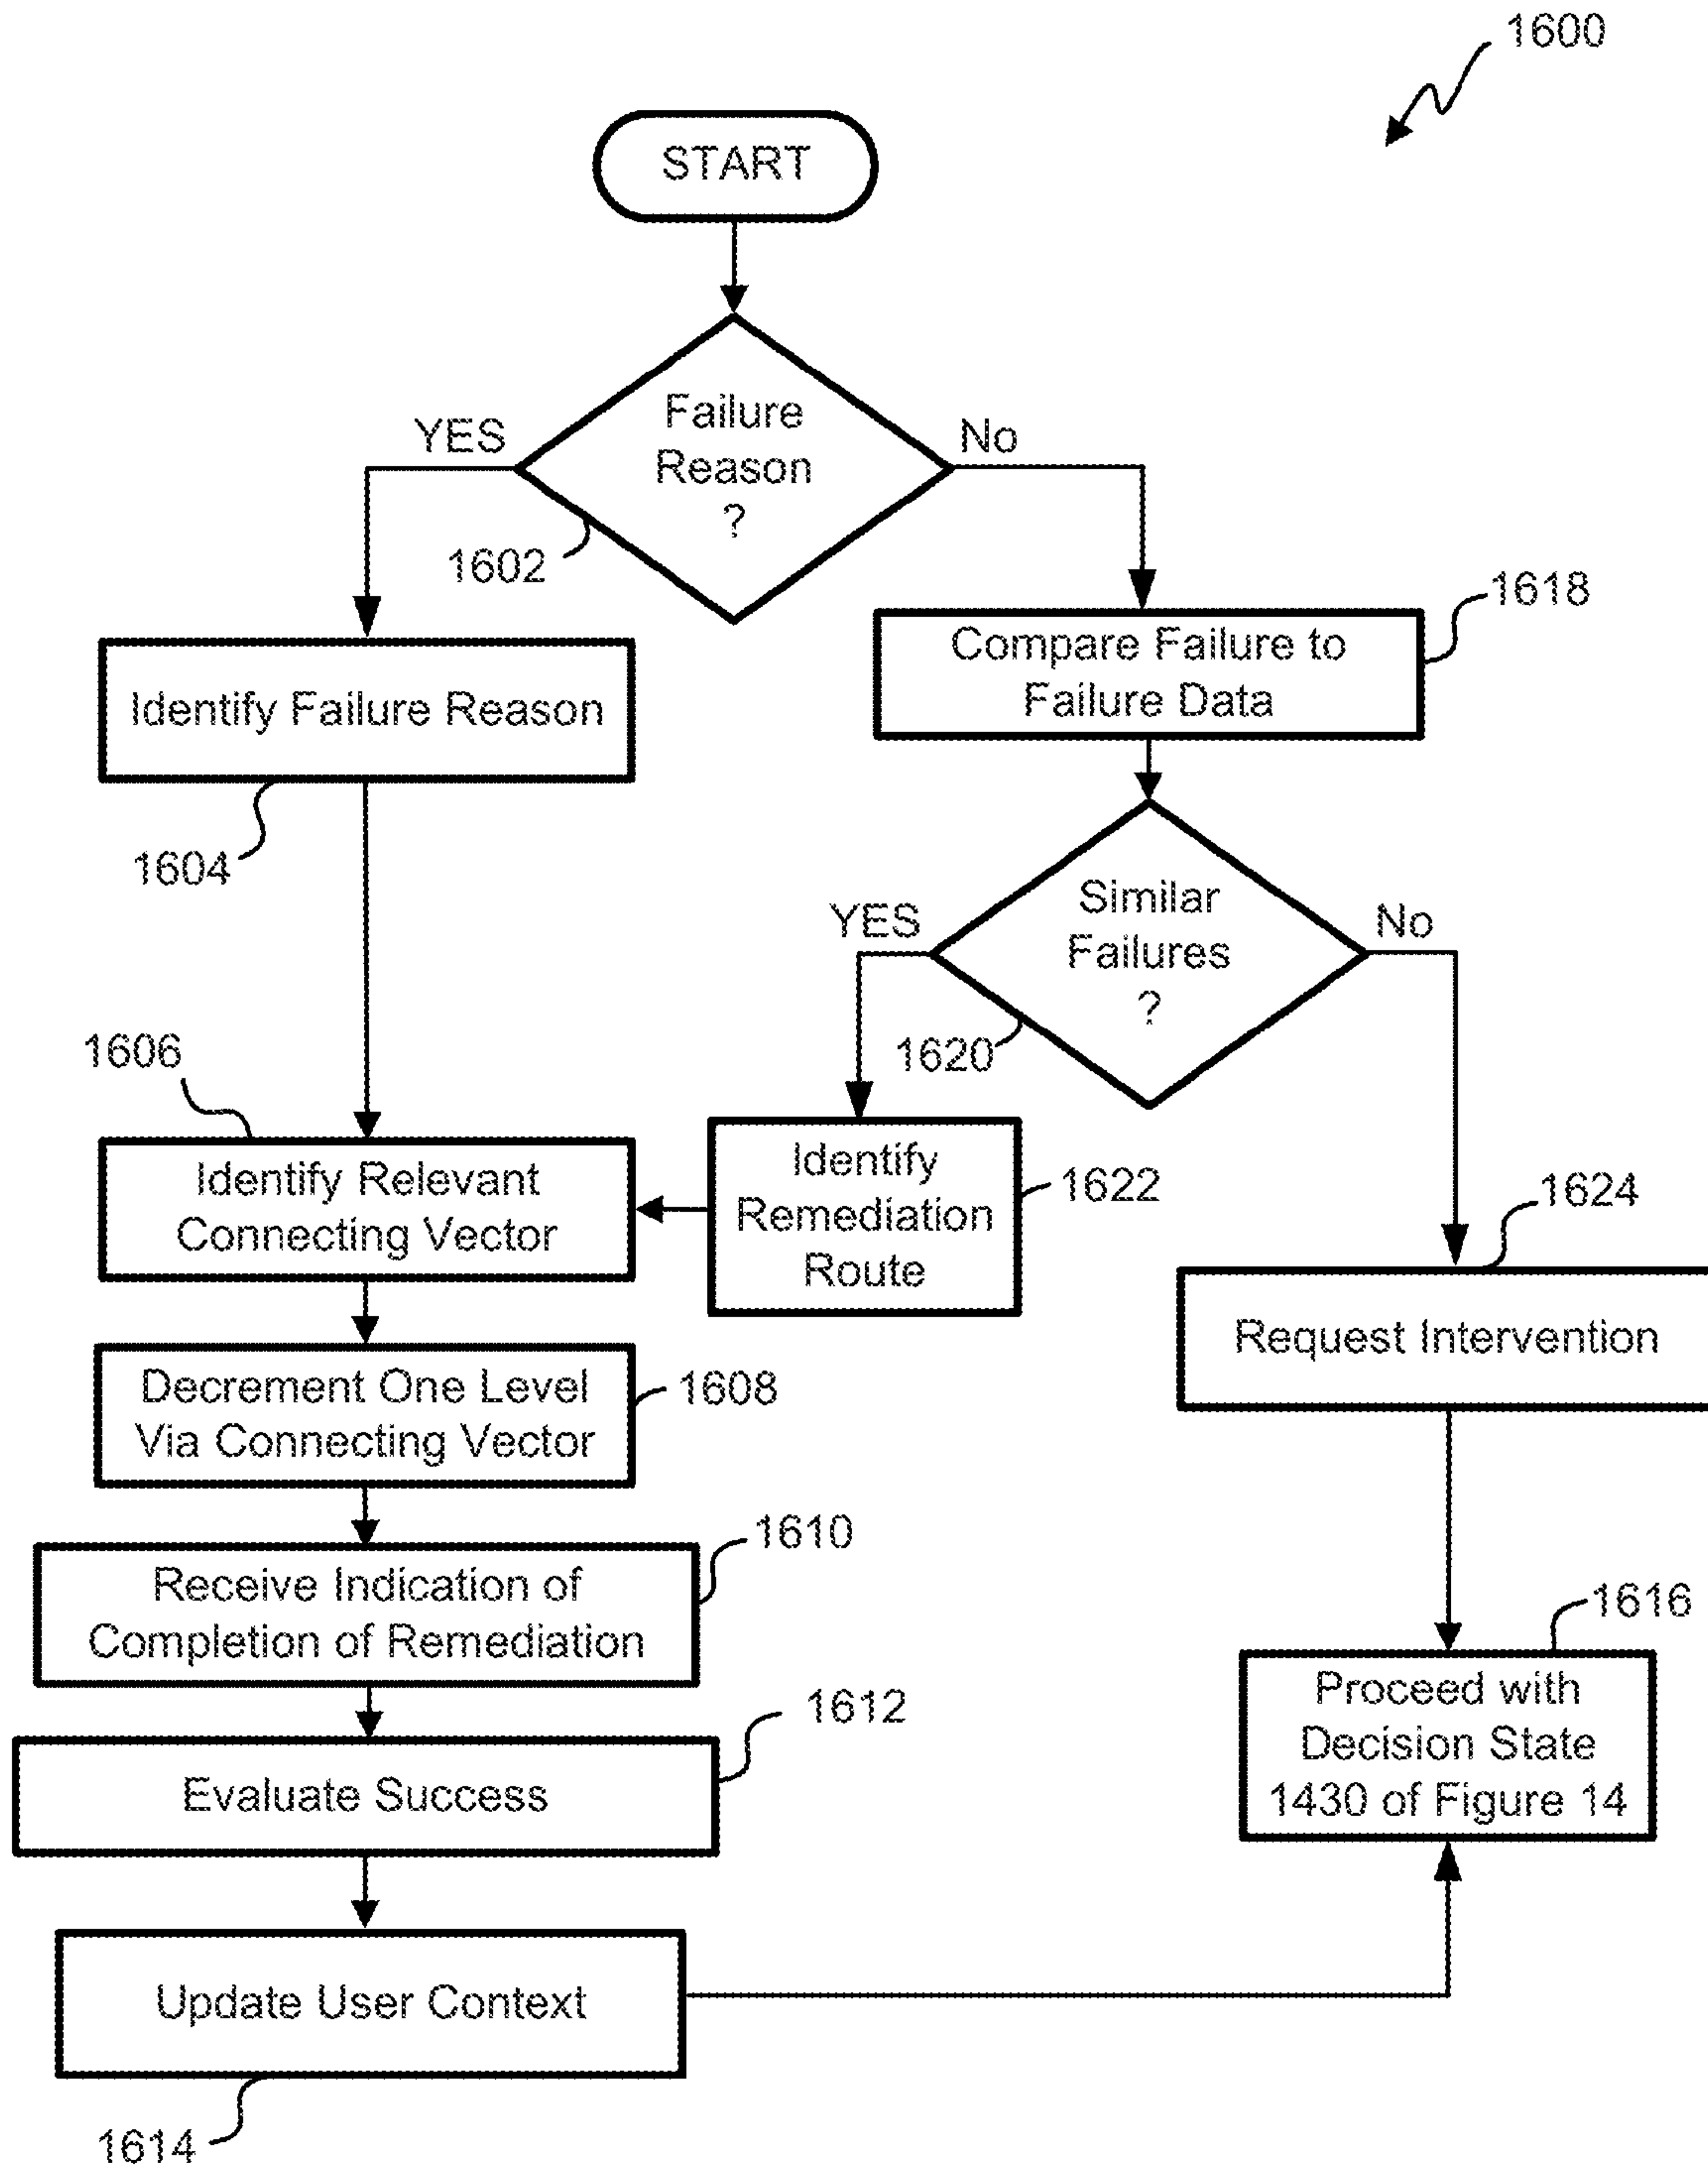 1600
START
YES
Failure
Reason
?
No
1602
1618
Compare Failure to
Failure Data
Identify Failure Reason
1604
YES
Similar
Failures
?
No
1620
1606
Identify Relevant
Connecting Vector
Identify
Remediation
Route
1622
1624
Request Intervention
Decrement One Level
Via Connecting Vector
1608
1610
Receive Indication of
Completion of Remediation
1616
Proceed with
Decision State
1430 of Figure 14
1612
Evaluate Success
Update User Context
1614